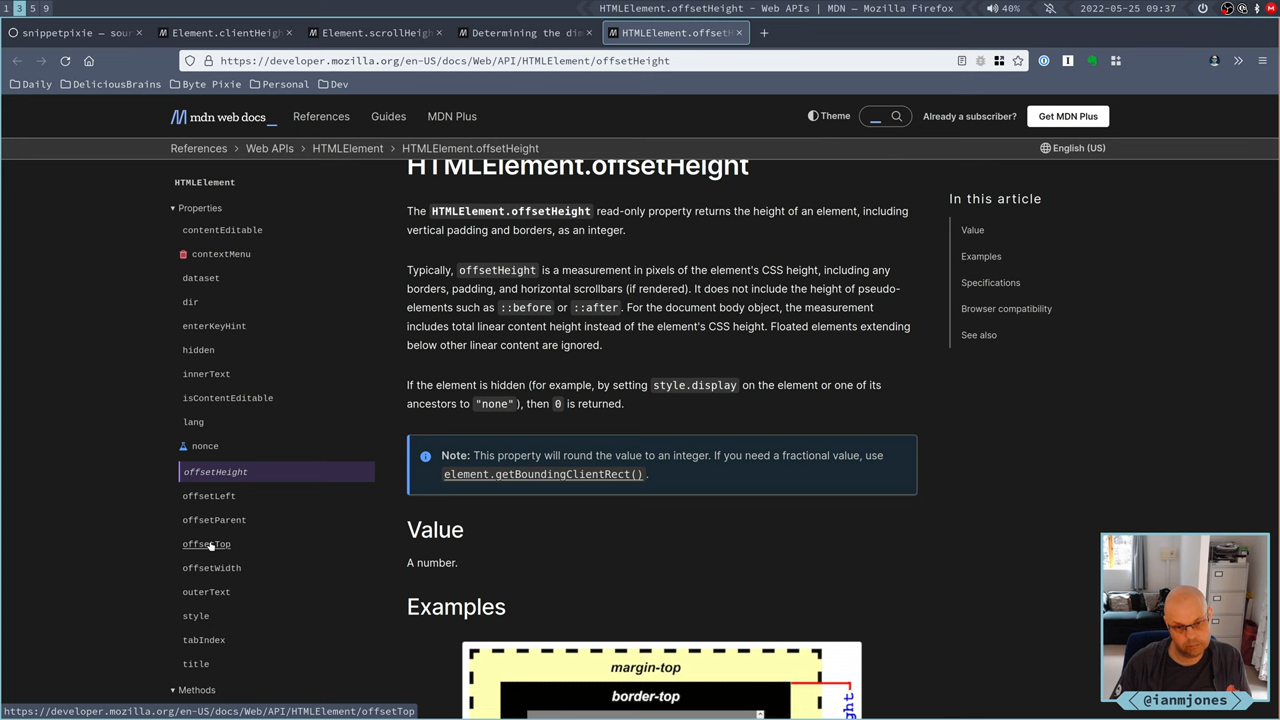 1 3 5 9
HTMLElement.offsetHeight - Web APIs | MDN — Mozilla Firefox
40%
2022-05-25 09:37
snippetpixie — sou
Element.clientHeigh
Element.scrollHeigh
Determining the dim
HTMLElement.offsetH
https://developer.mozilla.org/en-US/docs/Web/API/HTMLElement/offsetHeight
Daily DeliciousBrains Byte Pixie Personal Dev
mdn web docs_
References Guides MDN Plus
Theme
Already a subscriber?
Get MDN Plus
References Web APIs HTMLElement HTMLElement.offsetHeight
English (US)
HTMLElement
Properties
contentEditable
contextMenu
dataset
dir
enterKeyHint
hidden
innerText
isContentEditable
lang
nonce
offsetHeight
offsetLeft
offsetParent
offsetTop
offsetWidth
outerText
style
tabIndex
title
Methods
HTMLElement.offsetHeight
The HTMLElement.offsetHeight read-only property returns the height of an element, including
vertical padding and borders, as an integer.
Typically, offsetHeight is a measurement in pixels of the element's CSS height, including any
borders, padding, and horizontal scrollbars (if rendered). It does not include the height of pseudo-
elements such as ::before or ::after. For the document body object, the measurement
includes total linear content height instead of the element's CSS height. Floated elements extending
below other linear content are ignored.
If the element is hidden (for example, by setting style.display on the element or one of its
ancestors to "none"), then 0 is returned.
Note: This property will round the value to an integer. If you need a fractional value, use
element.getBoundingClientRect() .
Value
A number.
Examples
margin-top
border-top
ght
In this article
Value
Examples
Specifications
Browser compatibility
See also
https://developer.mozilla.org/en-US/docs/Web/API/HTMLElement/offsetTop
@ianmjones